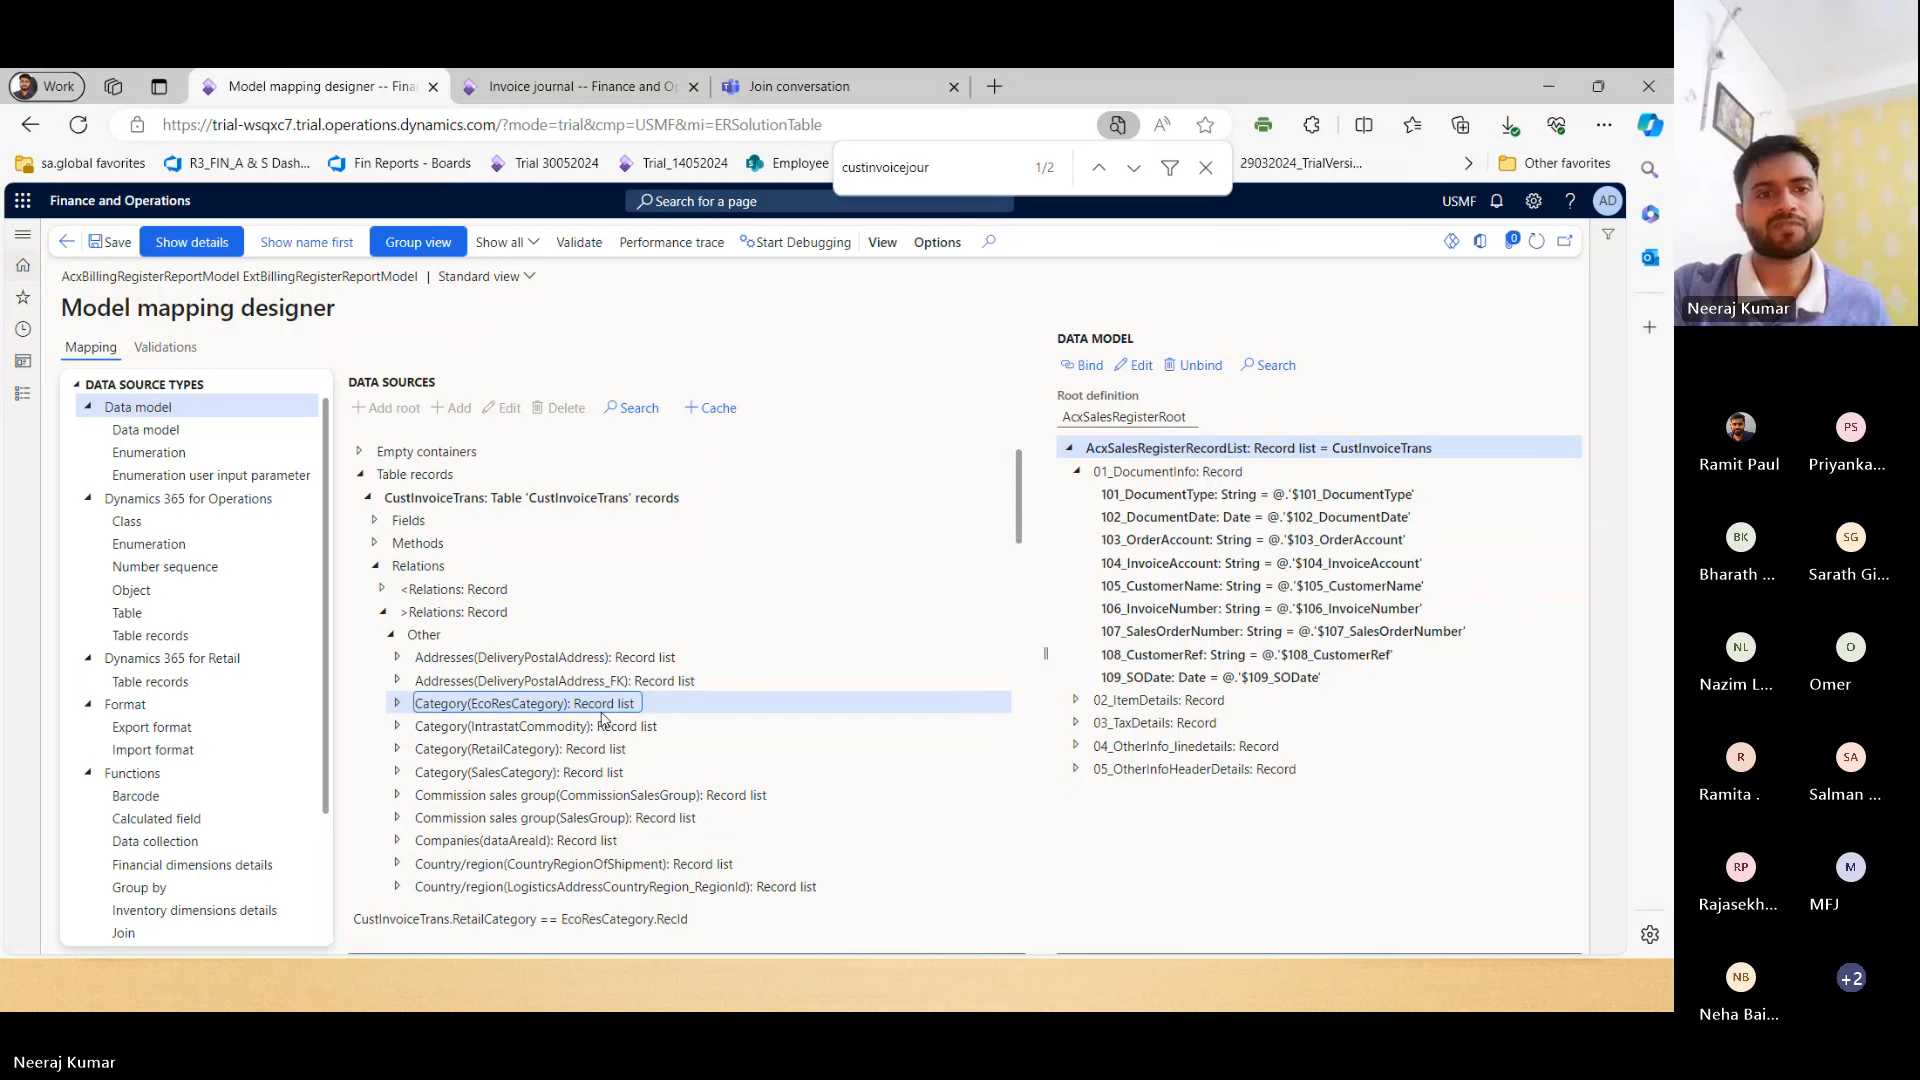 Work
Model mapping designer -- Fina
Invoice journal -- Finance and Op
Join conversation
https://trial-wsqxc7.trial.operations.dynamics.com/?mode=trial&cmp=USMF&mi=ERSolutionTable
sa.global favorites
R3_FIN_A & S Dash...
Fin Reports - Boards
Trial 30052024
Trial_14052024
Employee
custinvoicejour
1/2
29032024_TrialVersi...
Other favorites
Finance and Operations
Search for a page
USMF
AD
Save
Show details
Show name first
Group view
Show all
Validate
Performance trace
Start Debugging
View
Options
0
AcxBillingRegisterReportModel ExtBillingRegisterReportModel | Standard view
Model mapping designer
Mapping
Validations
DATA SOURCE TYPES
Data model
Data model
Enumeration
Enumeration user input parameter
Dynamics 365 for Operations
Class
Enumeration
Number sequence
Object
Table
Table records
Dynamics 365 for Retail
Table records
Format
Export format
Import format
Functions
Barcode
Calculated field
Data collection
Financial dimensions details
Group by
Inventory dimensions details
Join
DATA SOURCES
Add root
Add
Edit
Delete
Search
Cache
Empty containers
Table records
CustInvoiceTrans: Table 'CustInvoiceTrans' records
Fields
Methods
Relations
<Relations: Record
>Relations: Record
Other
Addresses(DeliveryPostalAddress): Record list
Addresses(DeliveryPostalAddress_FK): Record list
Category(EcoResCategory): Record list
Category(IntrastatCommodity): Record list
Category(RetailCategory): Record list
Category(SalesCategory): Record list
Commission sales group(CommissionSalesGroup): Record list
Commission sales group(SalesGroup): Record list
Companies(dataAreaId): Record list
Country/region(CountryRegionOfShipment): Record list
Country/region(LogisticsAddressCountryRegion_RegionId): Record list
CustInvoiceTrans.RetailCategory == EcoResCategory.RecId
DATA MODEL
Bind
Edit
Unbind
Search
Root definition
AcxSalesRegisterRoot
AcxSalesRegisterRecordList: Record list = CustInvoiceTrans
01_DocumentInfo: Record
101_DocumentType: String = @.'$101_DocumentType'
102_DocumentDate: Date = @.'$102_DocumentDate'
103_OrderAccount: String = @.'$103_OrderAccount'
104_InvoiceAccount: String = @.'$104_InvoiceAccount'
105_CustomerName: String = @.'$105_CustomerName'
106_InvoiceNumber: String = @.'$106_InvoiceNumber'
107_SalesOrderNumber: String = @.'$107_SalesOrderNumber'
108_CustomerRef: String = @.'$108_CustomerRef'
109_SODate: Date = @.'$109_SODate'
02_ItemDetails: Record
03_TaxDetails: Record
04_OtherInfo_linedetails: Record
05_OtherInfoHeaderDetails: Record
Neeraj Kumar
PS
Ramit Paul
Priyanka...
BK
SG
Bharath ...
Sarath Gi...
NL
O
Nazim L...
Omer
R
SA
Ramita .
Salman ...
RP
M
Rajasekh...
MFJ
NB
+2
Neha Bai...
Neeraj Kumar